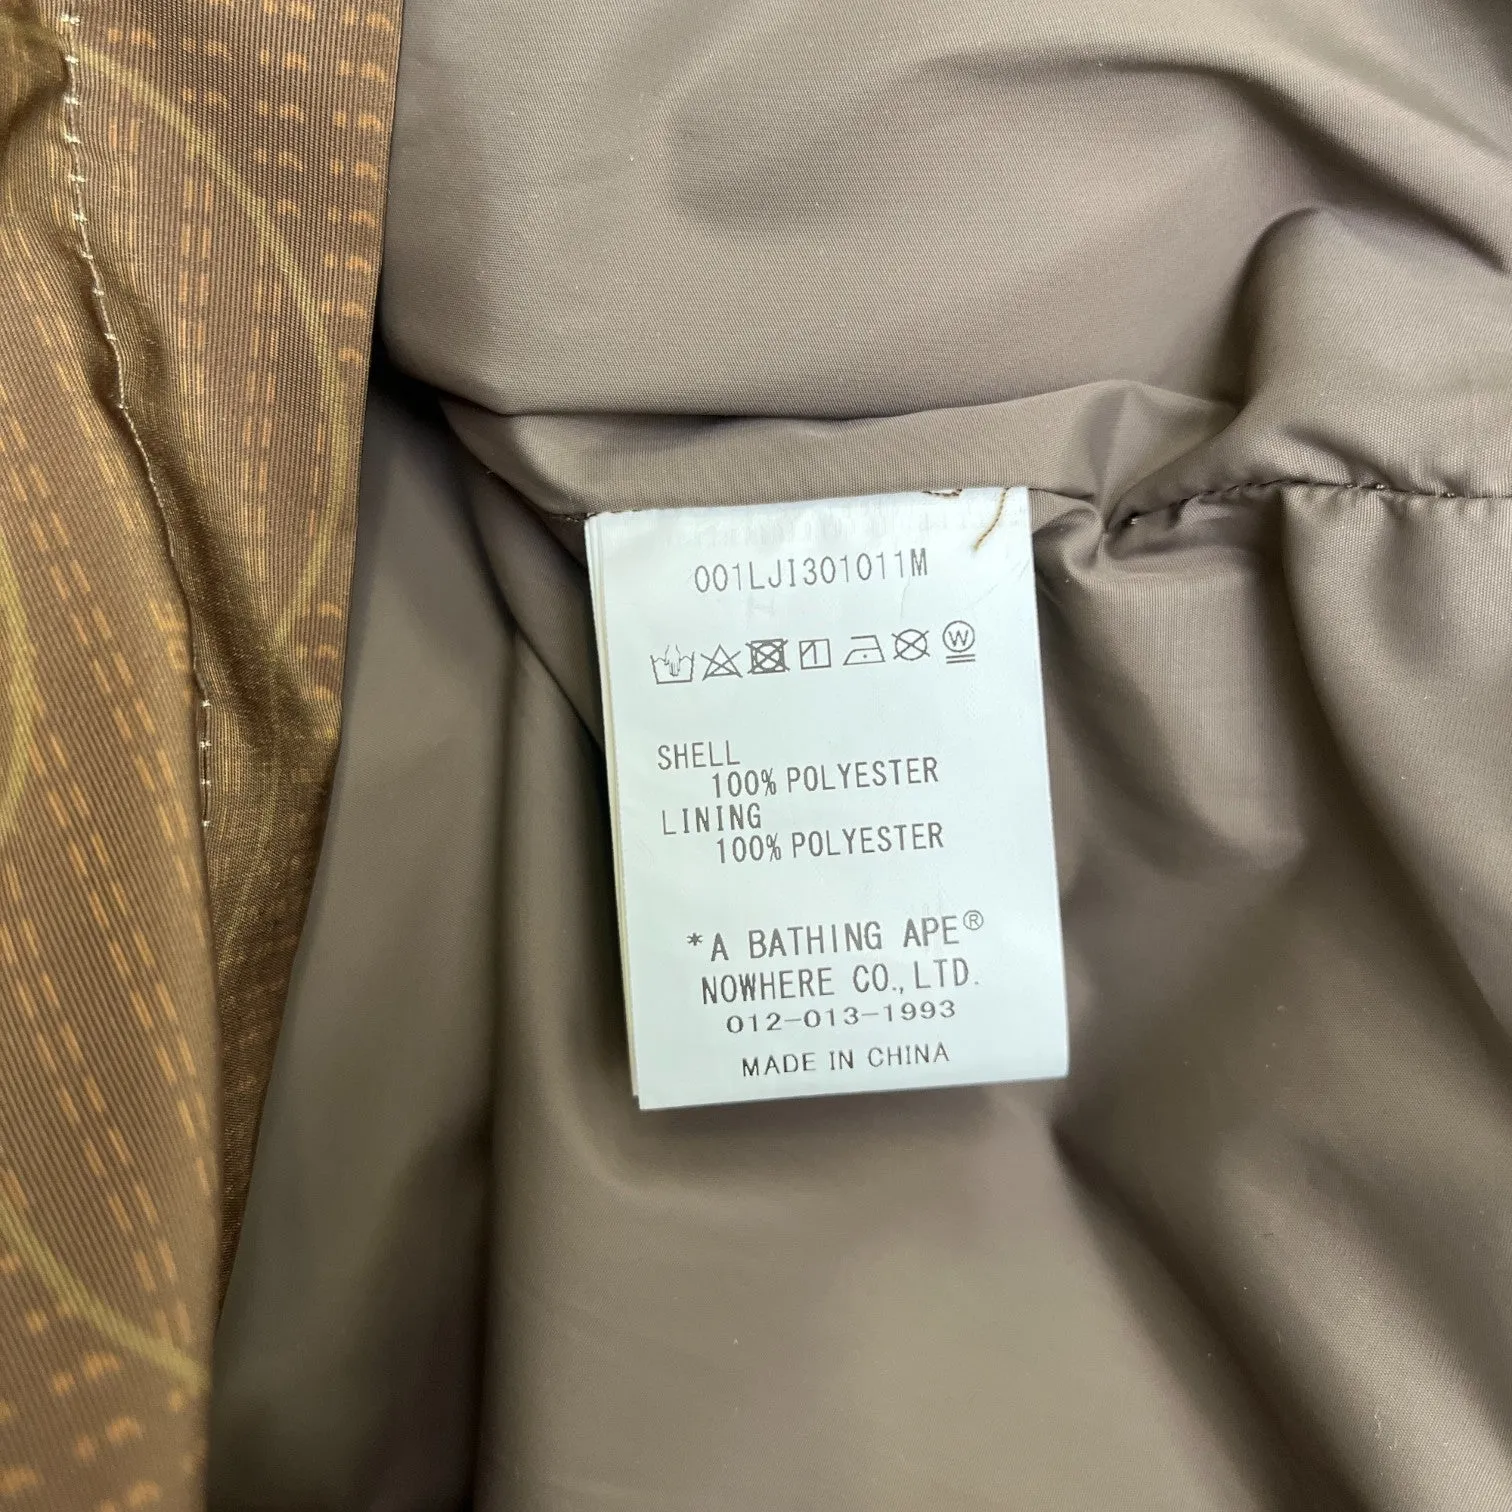 001LJI301011M
W
SHELL
100% POLYESTER
LINING
100% POLYESTER
*A BATHING APE®
NOWHERE CO., LTD.
012-013-1993
MADE IN CHINA